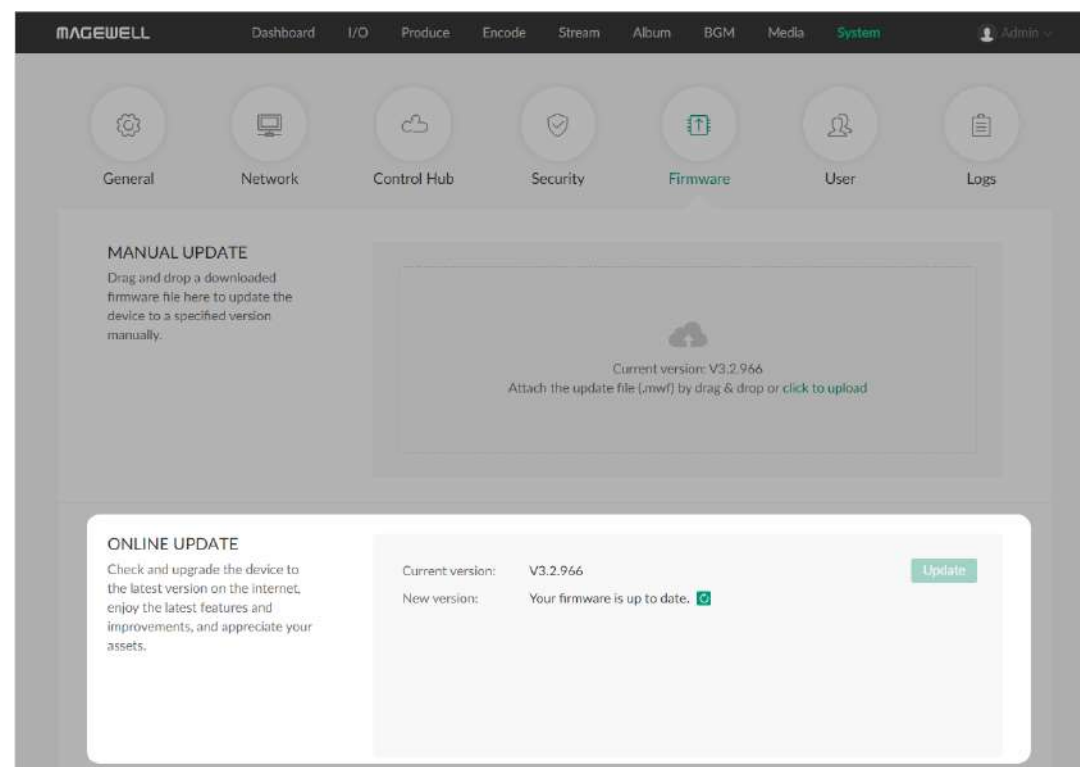 MAGEWELL Dashboard I/O Produce Encode Stream Album BGM Media System Admin
General Network Control Hub Security Firmware User Logs
MANUAL UPDATE
Drag and drop a downloaded
firmware file here to update the
device to a specified version
manually.
Current version: V3.2.966
Attach the update file (.mwf) by drag & drop or click to upload
ONLINE UPDATE
Check and upgrade the device to
the latest version on the internet,
enjoy the latest features and
improvements, and appreciate your
assets.
Current version: V3.2.966 Update
New version: Your firmware is up to date.